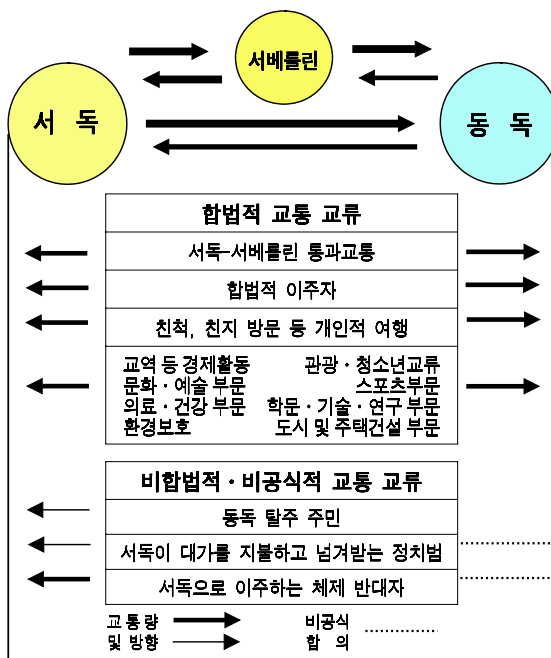 서베를린
서 독
동 독
합법적 교통 교류
서독-서베를린 통과교통
합법적 이주자
친척, 친지 방문 등 개인적 여행
교역 등 경제활동 관광·청소년교류
문화·예술 부문 스포츠부문
의료·건강 부문 학문·기술·연구 부문
환경보호 도시 및 주택건설 부문
비합법적·비공식적 교통 교류
동독 탈주 주민
서독이 대가를 지불하고 넘겨받는 정치범
서독으로 이주하는 체제 반대자
교통량 비공식
및 방향 합 의